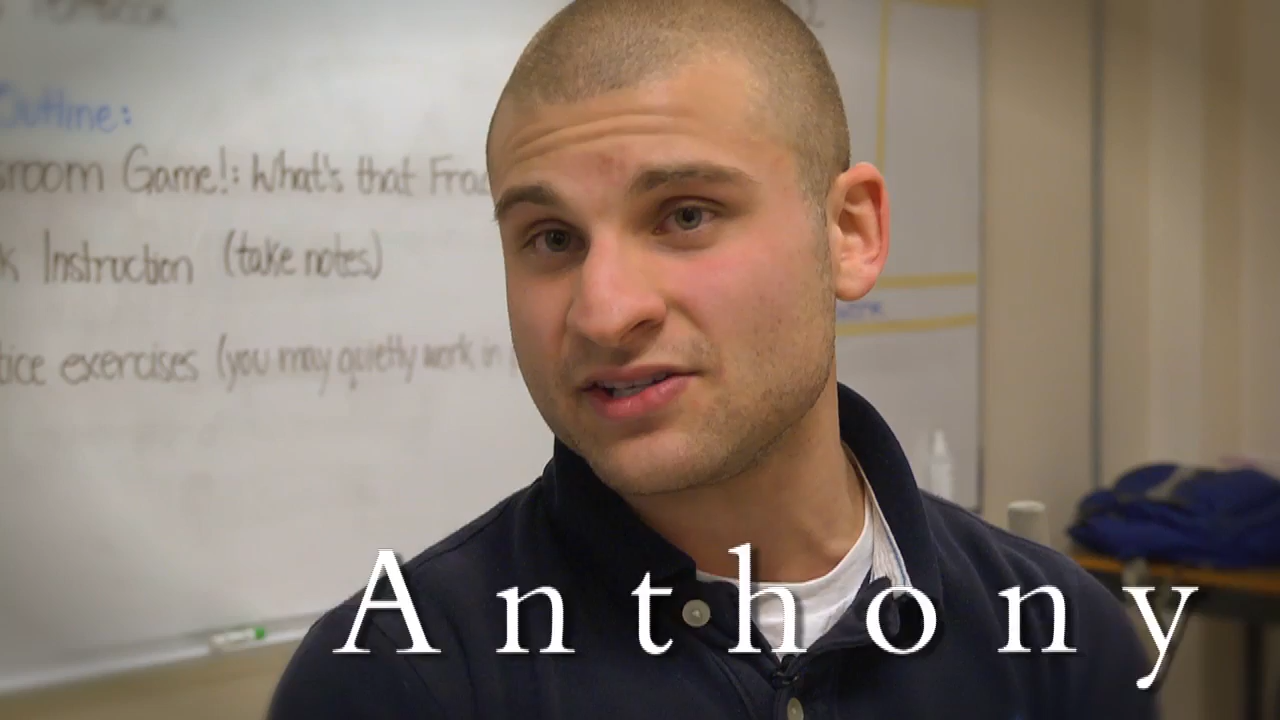 Outline:
sroom Game!: What's that Frac
k Instruction (take notes)
tice exercises (you may quietly work in
Anthony